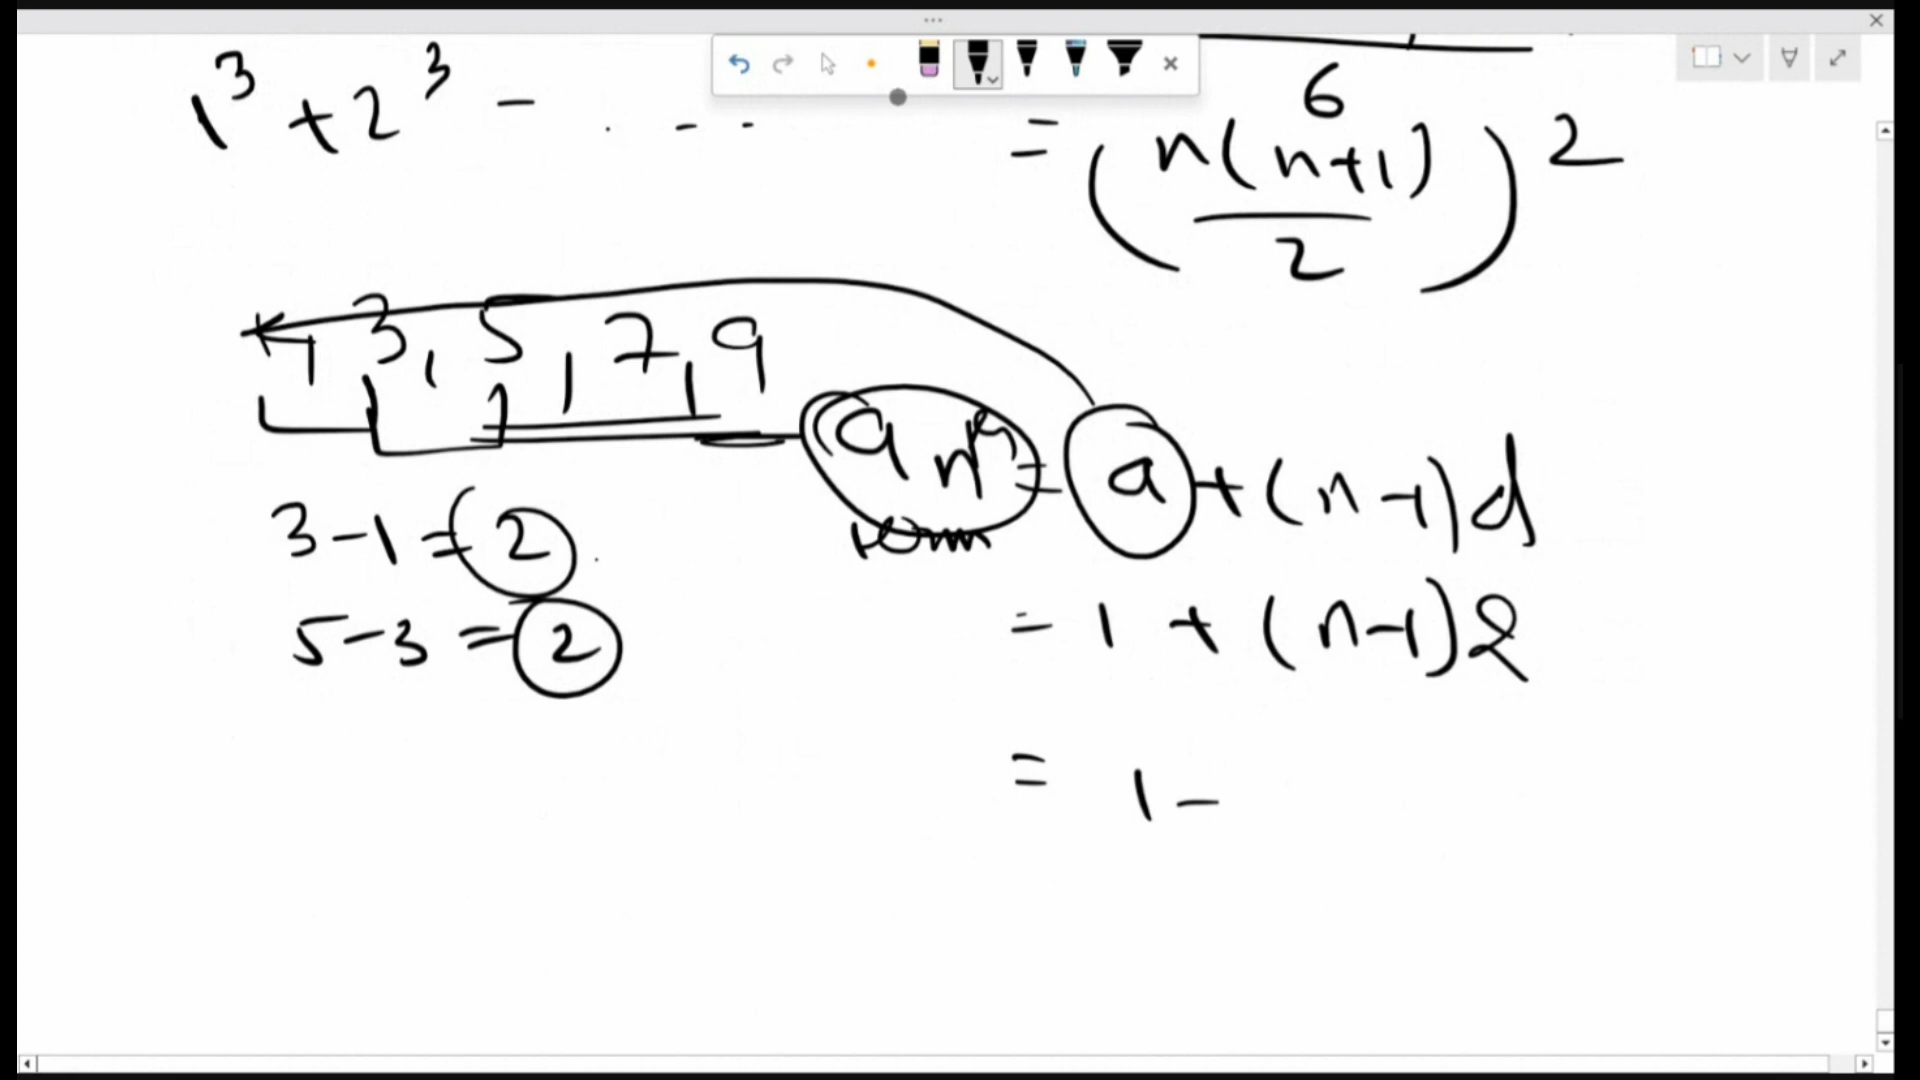 6
1³ + 2³ - . - - = (n(n+1)/2)²
1, 3, 5, 7, 9
aₙ = a + (n-1)d
term
3-1 = 2
5-3 = 2
= 1 + (n-1)2
= 1 -